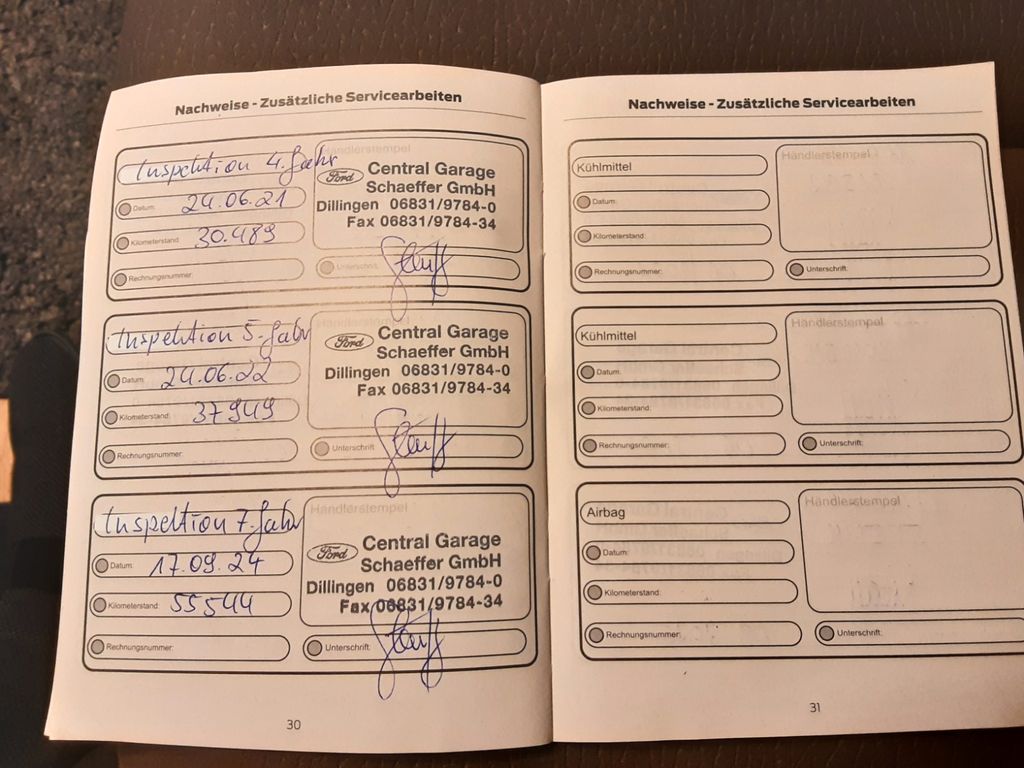 Nachweise - Zusätzliche Servicearbeiten
Inspektion 4. Jahr
Händlerstempel
Ford
Central Garage
Schaeffer GmbH
Dillingen 06831/9784-0
Fax 06831/9784-34
Datum: 24.06.21
Kilometerstand: 30.489
Rechnungsnummer:
Unterschrift:
Inspektion 5. Jahr
Händlerstempel
Ford
Central Garage
Schaeffer GmbH
Dillingen 06831/9784-0
Fax 06831/9784-34
Datum: 24.06.22
Kilometerstand: 37949
Rechnungsnummer:
Unterschrift:
Inspektion 7. Jahr
Händlerstempel
Ford
Central Garage
Schaeffer GmbH
Dillingen 06831/9784-0
Fax 06831/9784-34
Datum: 17.09.24
Kilometerstand: 55544
Rechnungsnummer:
Unterschrift:
30
Nachweise - Zusätzliche Servicearbeiten
Kühlmittel
Händlerstempel
Datum:
Kilometerstand:
Rechnungsnummer:
Unterschrift:
Kühlmittel
Händlerstempel
Datum:
Kilometerstand:
Rechnungsnummer:
Unterschrift:
Airbag
Händlerstempel
Datum:
Kilometerstand:
Rechnungsnummer:
Unterschrift:
31